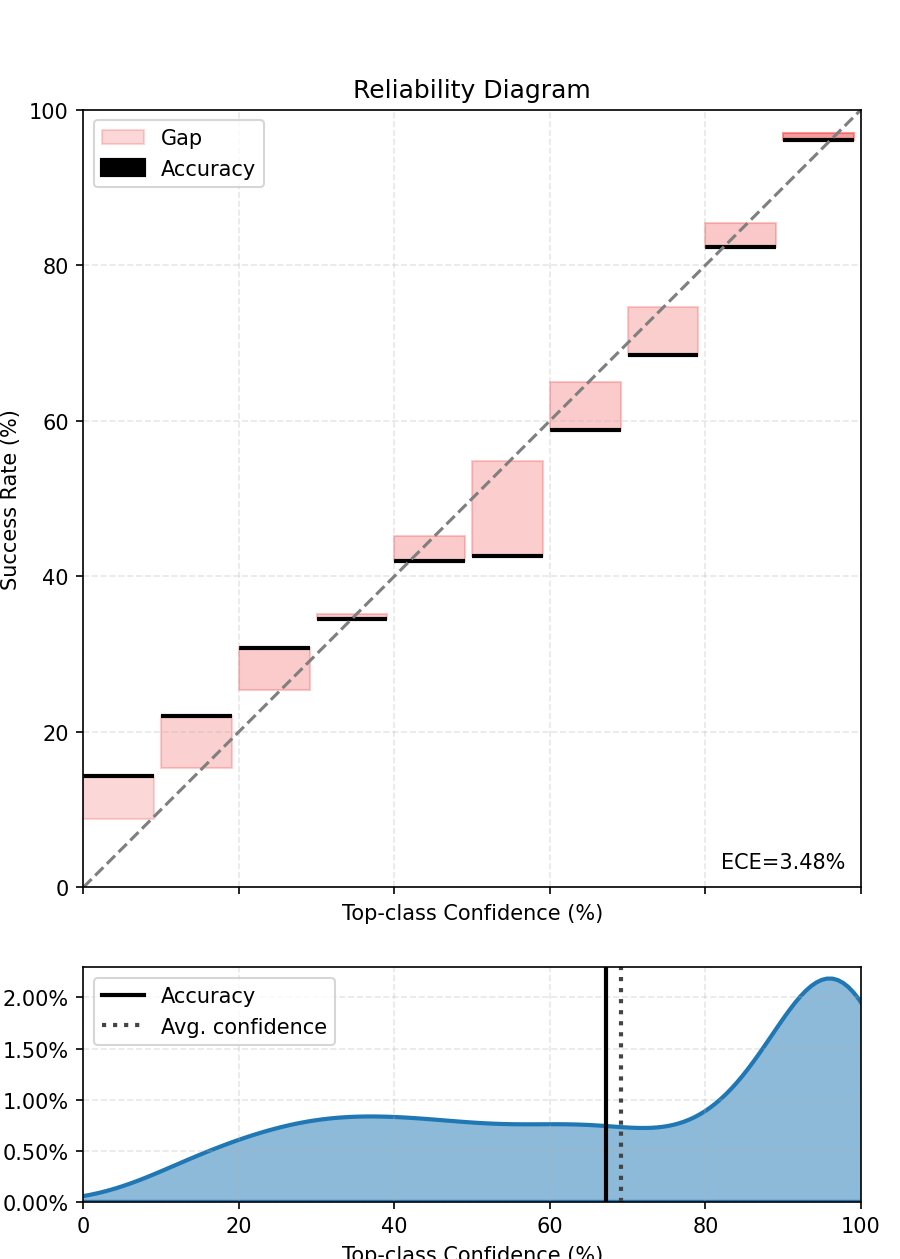 Reliability Diagram
Gap
Accuracy
100
80
60
40
20
0
Success Rate (%)
ECE=3.48%
Top-class Confidence (%)
Accuracy
Avg. confidence
2.00%
1.50%
1.00%
0.50%
0.00%
0 20 40 60 80 100
Top-class Confidence (%)